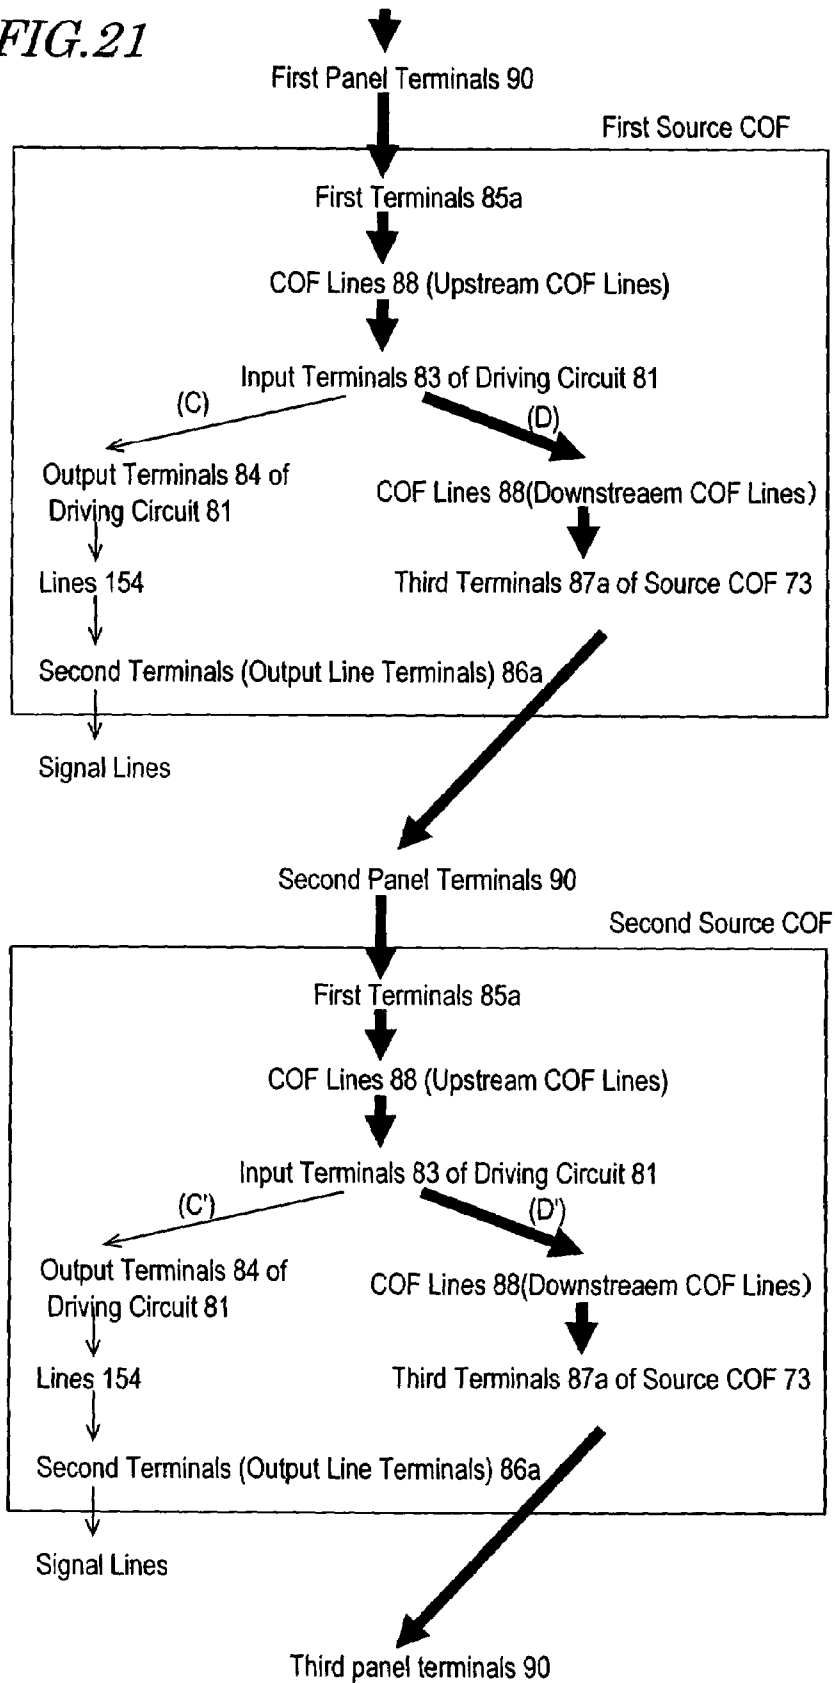 FIG.21
First Panel Terminals 90
First Source COF
First Terminals 85a
COF Lines 88 (Upstream COF Lines)
Input Terminals 83 of Driving Circuit 81
(C)
(D)
Output Terminals 84 of
Driving Circuit 81
COF Lines 88(Downstreaem COF Lines)
Lines 154
Third Terminals 87a of Source COF 73
Second Terminals (Output Line Terminals) 86a
Signal Lines
Second Panel Terminals 90
Second Source COF
First Terminals 85a
COF Lines 88 (Upstream COF Lines)
Input Terminals 83 of Driving Circuit 81
(C')
(D')
Output Terminals 84 of
Driving Circuit 81
COF Lines 88(Downstreaem COF Lines)
Lines 154
Third Terminals 87a of Source COF 73
Second Terminals (Output Line Terminals) 86a
Signal Lines
Third panel terminals 90